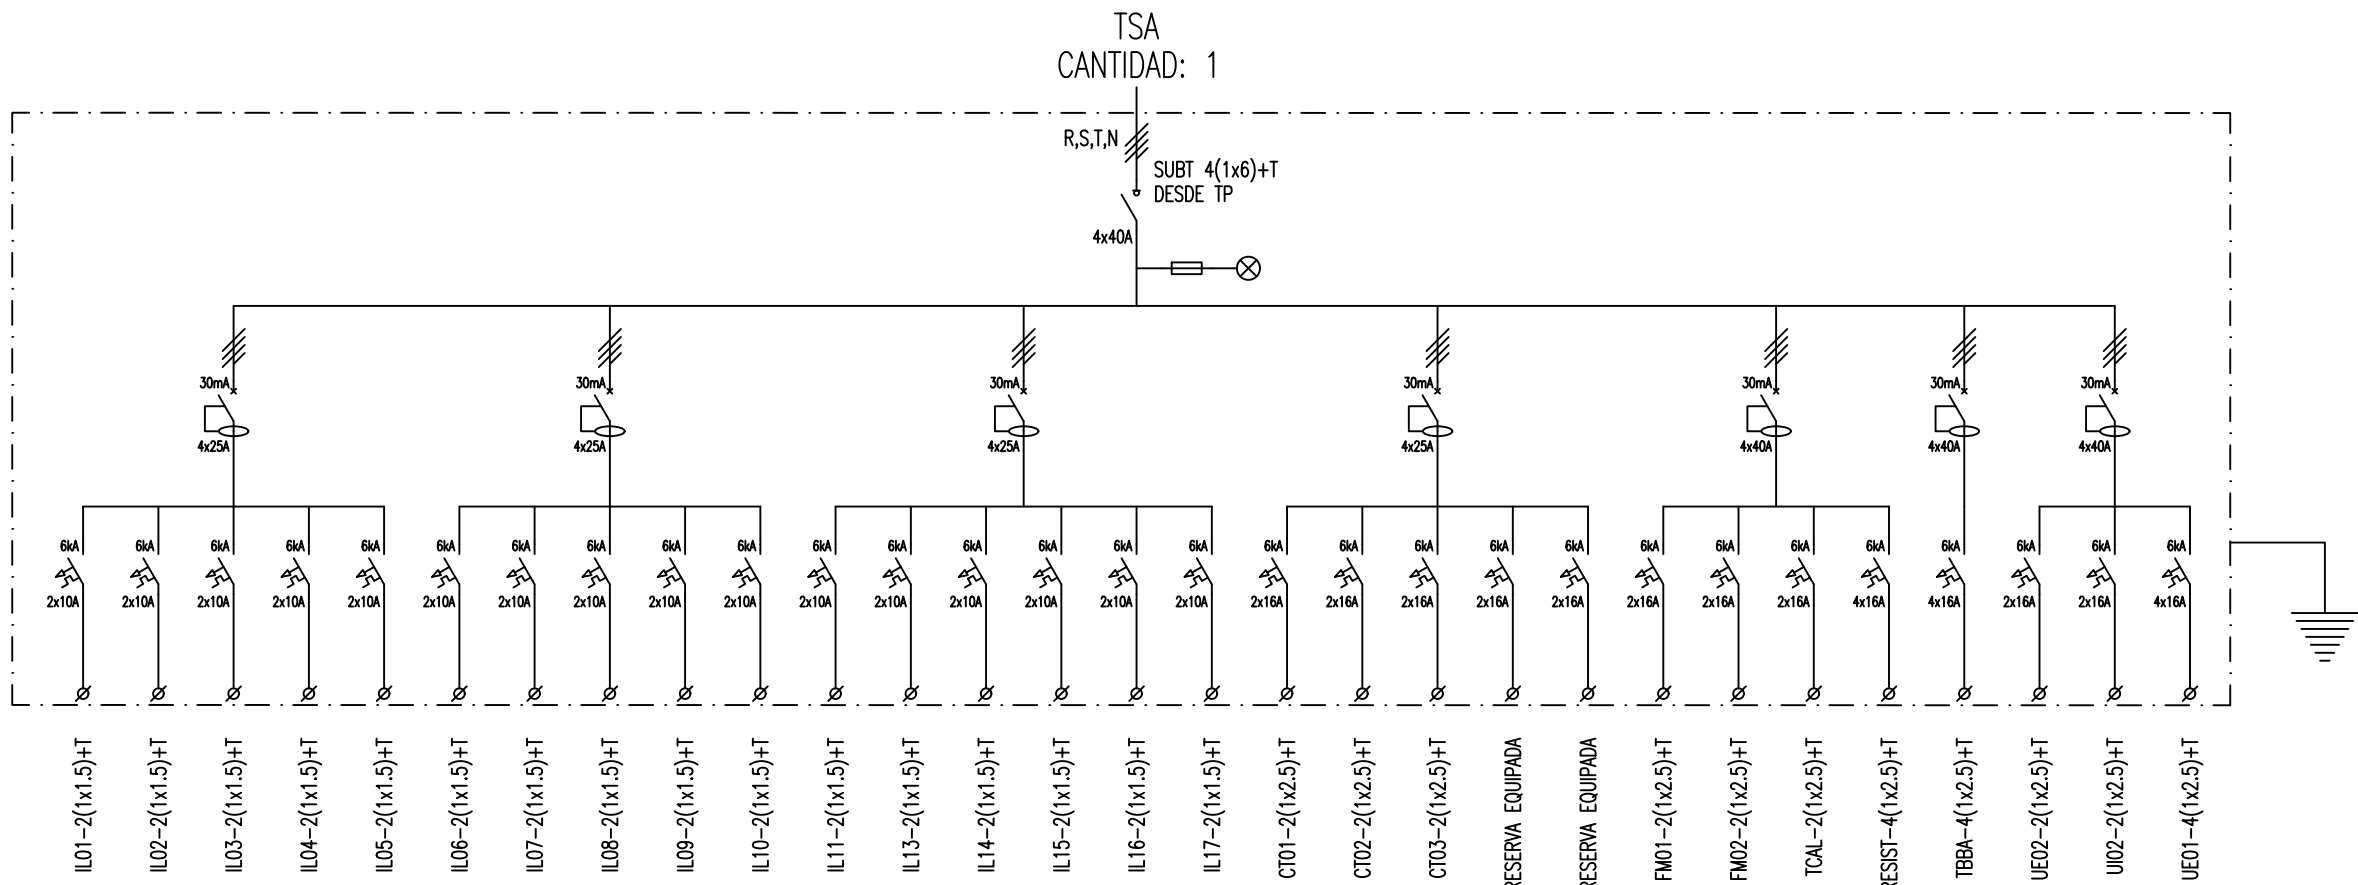 TSA
CANTIDAD: 1
R,S,T,N
SUBT 4(1x6)+T
DESDE TP
4x40A
30mA 30mA 30mA 30mA 30mA 30mA 30mA
4x25A 4x25A 4x25A 4x25A 4x40A 4x40A 4x40A
6kA 6kA 6kA 6kA 6kA 6kA 6kA 6kA 6kA 6kA 6kA 6kA 6kA 6kA 6kA 6kA 6kA 6kA 6kA 6kA 6kA 6kA 6kA 6kA 6kA 6kA 6kA 6kA 6kA
2x10A 2x10A 2x10A 2x10A 2x10A 2x10A 2x10A 2x10A 2x10A 2x10A 2x10A 2x10A 2x10A 2x10A 2x10A 2x10A 2x16A 2x16A 2x16A 2x16A 2x16A 2x16A 2x16A 2x16A 4x16A 4x16A 2x16A 2x16A 4x16A
IL01-2(1x1.5)+T
IL02-2(1x1.5)+T
IL03-2(1x1.5)+T
IL04-2(1x1.5)+T
IL05-2(1x1.5)+T
IL06-2(1x1.5)+T
IL07-2(1x1.5)+T
IL08-2(1x1.5)+T
IL09-2(1x1.5)+T
IL10-2(1x1.5)+T
IL11-2(1x1.5)+T
IL13-2(1x1.5)+T
IL14-2(1x1.5)+T
IL15-2(1x1.5)+T
IL16-2(1x1.5)+T
IL17-2(1x1.5)+T
CT01-2(1x2.5)+T
CT02-2(1x2.5)+T
CT03-2(1x2.5)+T
RESERVA EQUIPADA
RESERVA EQUIPADA
FM01-2(1x2.5)+T
FM02-2(1x2.5)+T
TCAL-2(1x2.5)+T
RESIST-4(1x2.5)+T
TBBA-4(1x2.5)+T
UE02-2(1x2.5)+T
UI02-2(1x2.5)+T
UE01-4(1x2.5)+T